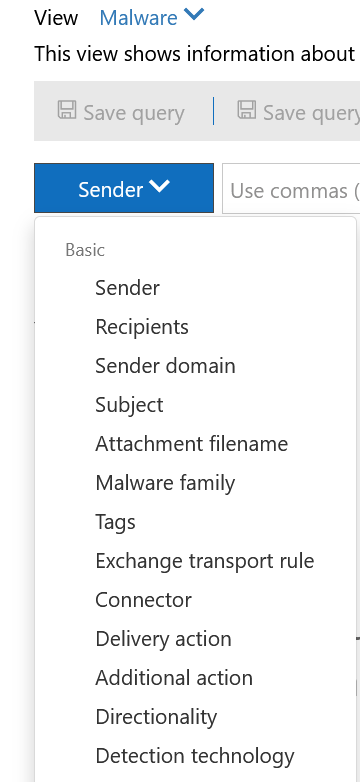 View Malware
This view shows information about
Save query Save query
Sender Use commas (
Basic
Sender
Recipients
Sender domain
Subject
Attachment filename
Malware family
Tags
Exchange transport rule
Connector
Delivery action
Additional action
Directionality
Detection technology